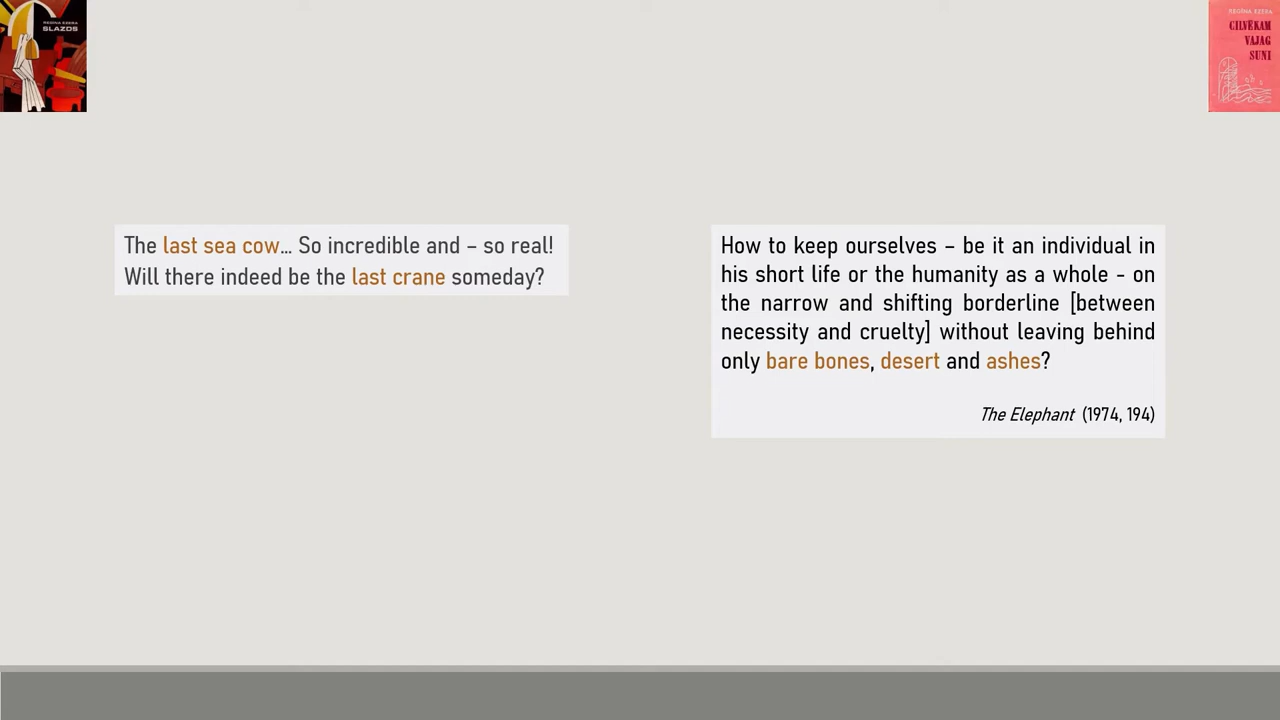 REGINA EZERA
SLAZDS
REGINA EZERA
CILVĒKAM
VAJAG
SUNI
The last sea cow… So incredible and – so real!
Will there indeed be the last crane someday?
How to keep ourselves – be it an individual in
his short life or the humanity as a whole - on
the narrow and shifting borderline [between
necessity and cruelty] without leaving behind
only bare bones, desert and ashes?
The Elephant (1974, 194)